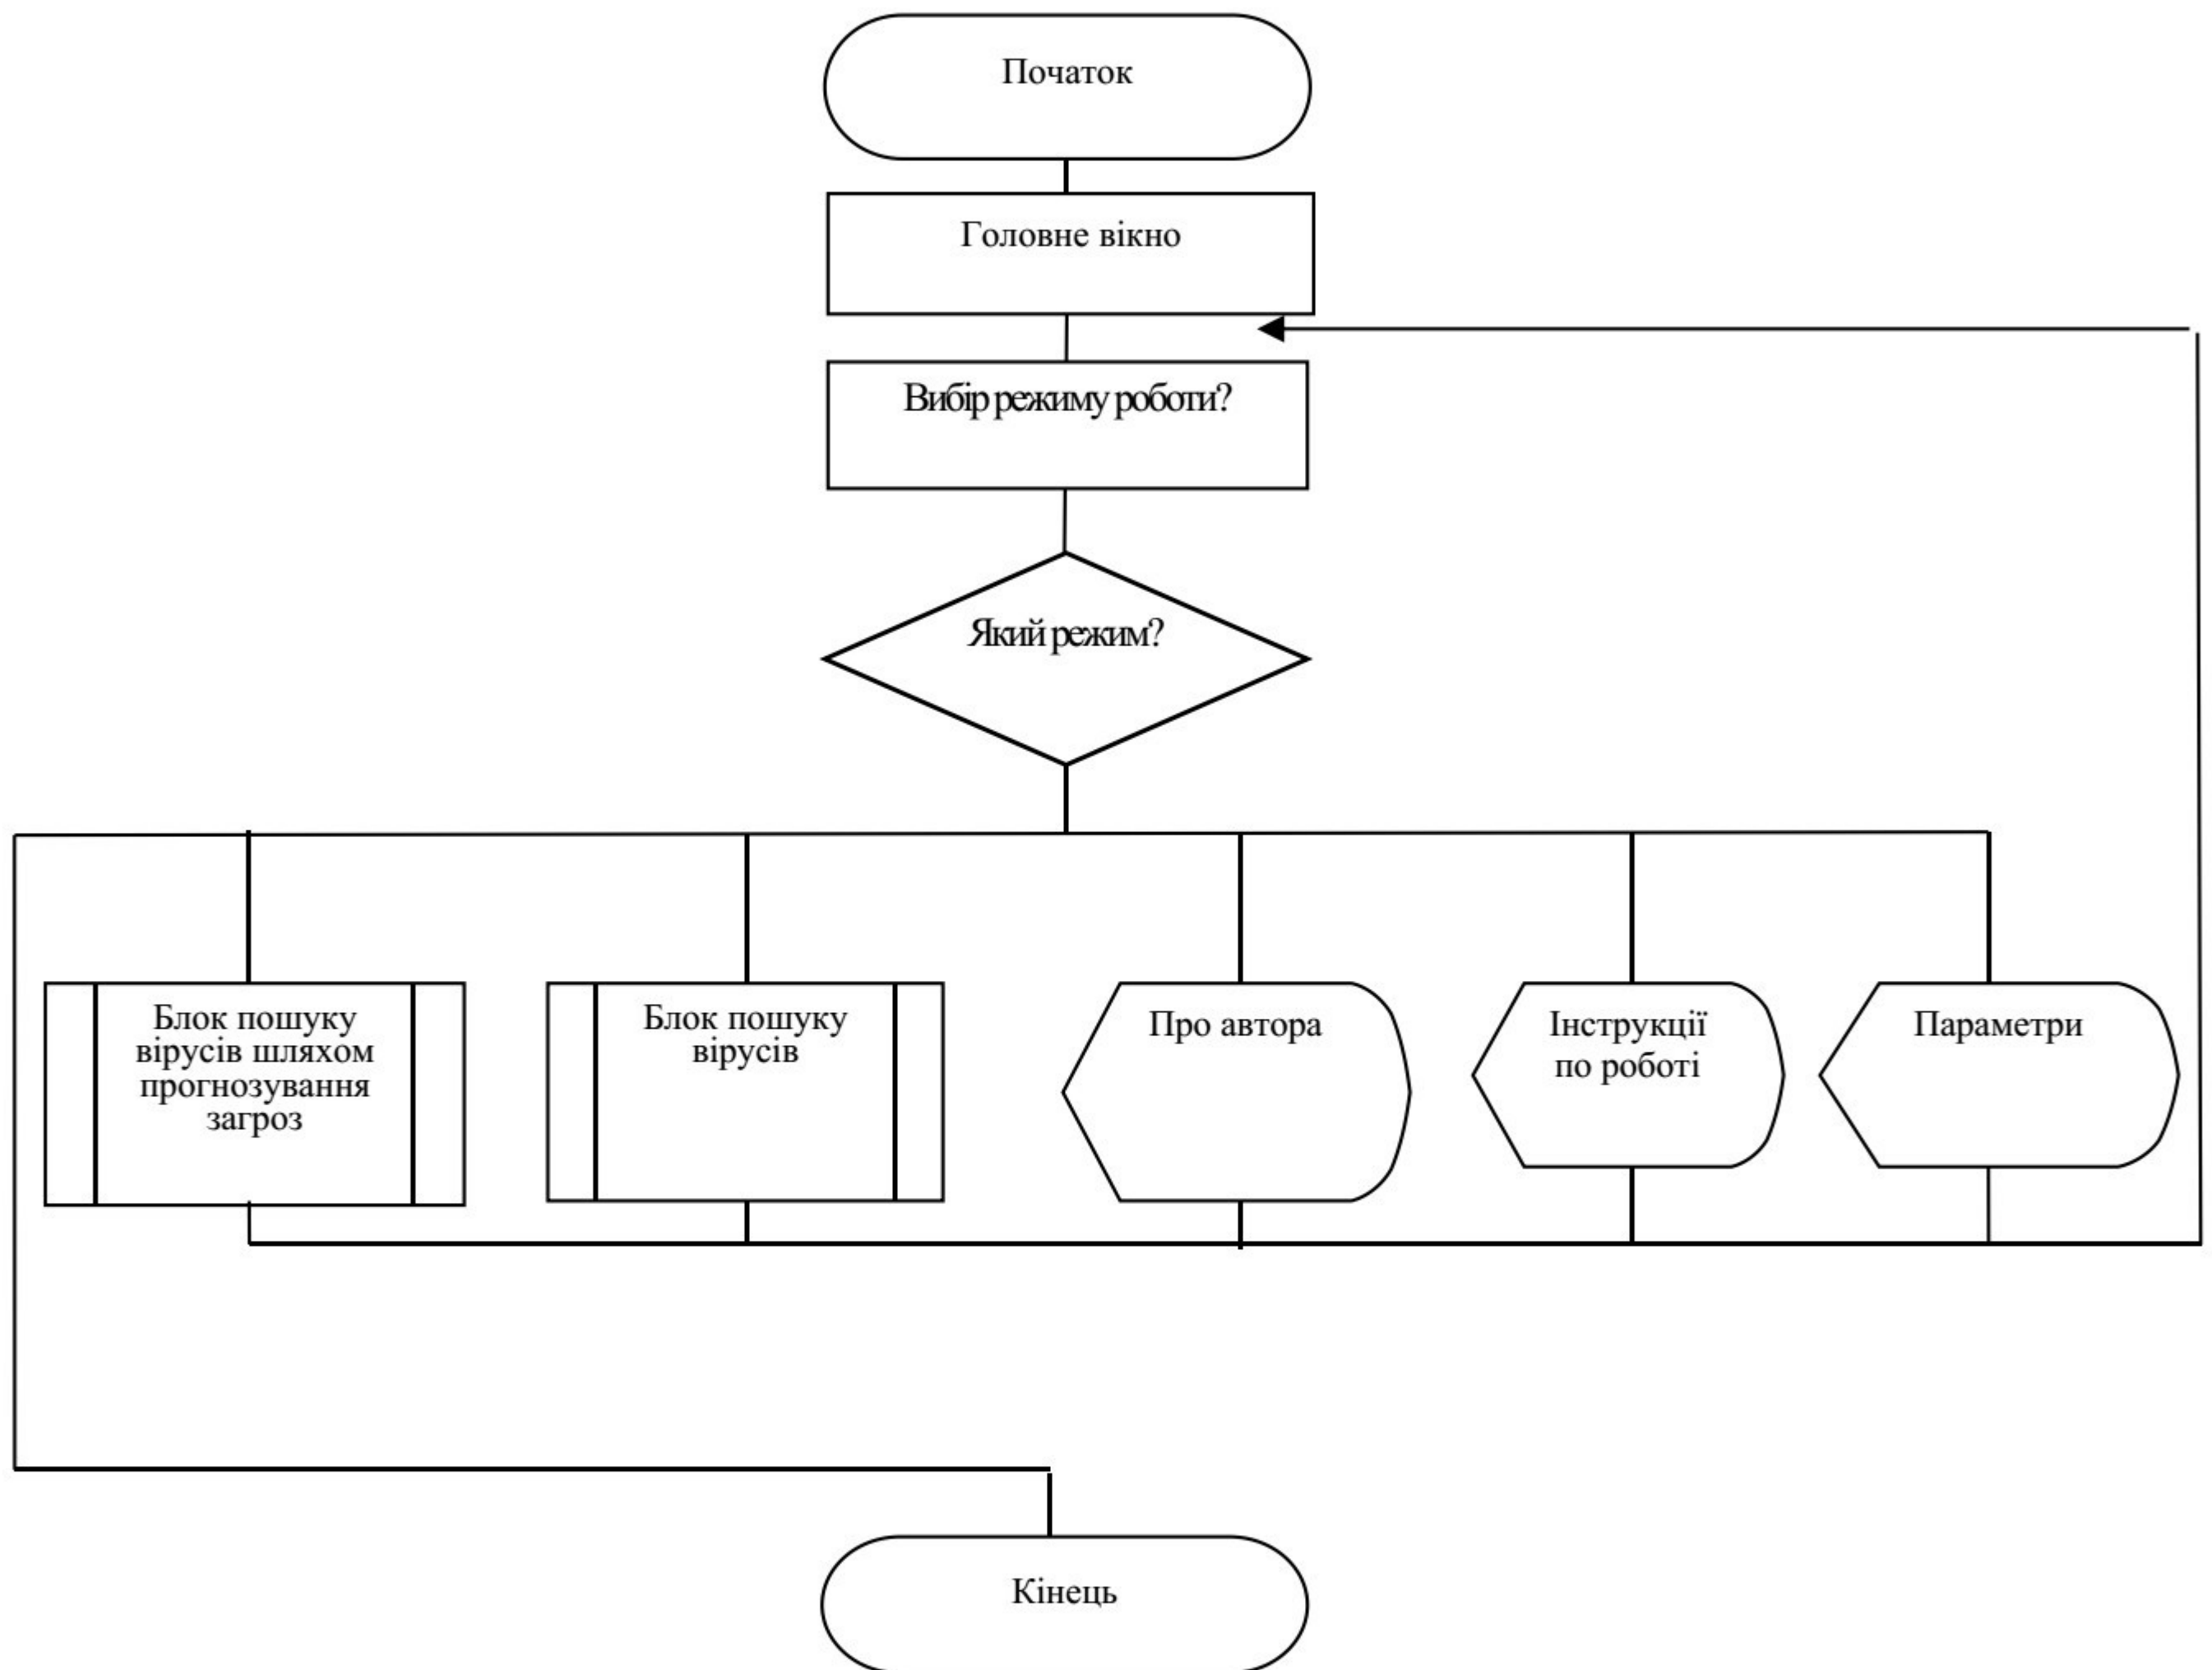 Початок
Головне вікно
Вибір режиму роботи?
Який режим?
Блок пошуку
вірусів шляхом
прогнозування
загроз
Блок пошуку
вірусів
Про автора
Інструкції
по роботі
Параметри
Кінець